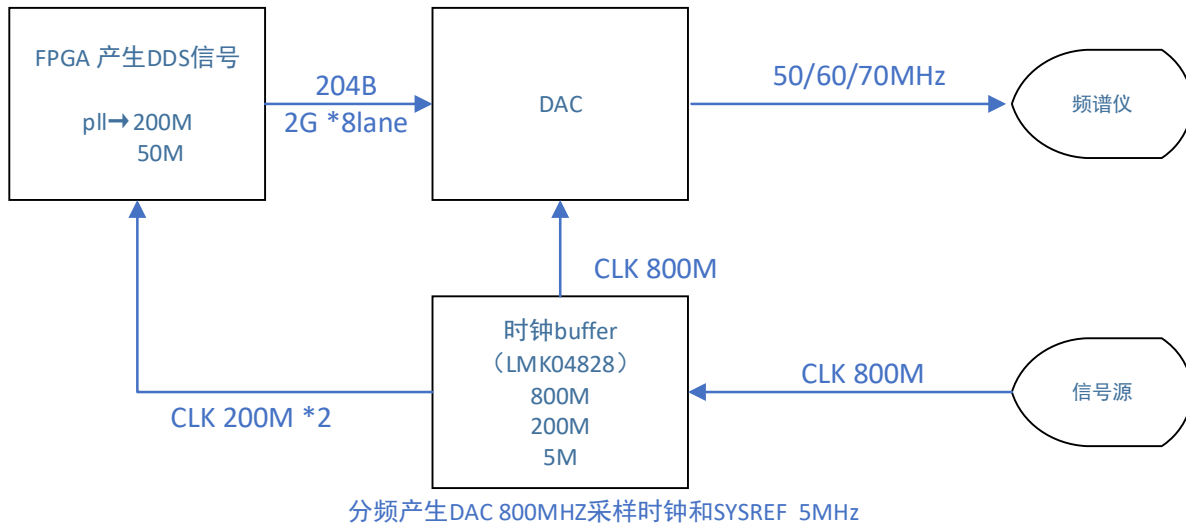 FPGA 产生DDS信号
pll→200M
50M
204B
2G *8lane
DAC
50/60/70MHz
频谱仪
CLK 800M
时钟buffer
（LMK04828）
800M
200M
5M
CLK 200M *2
CLK 800M
信号源
分频产生DAC 800MHZ采样时钟和SYSREF 5MHz